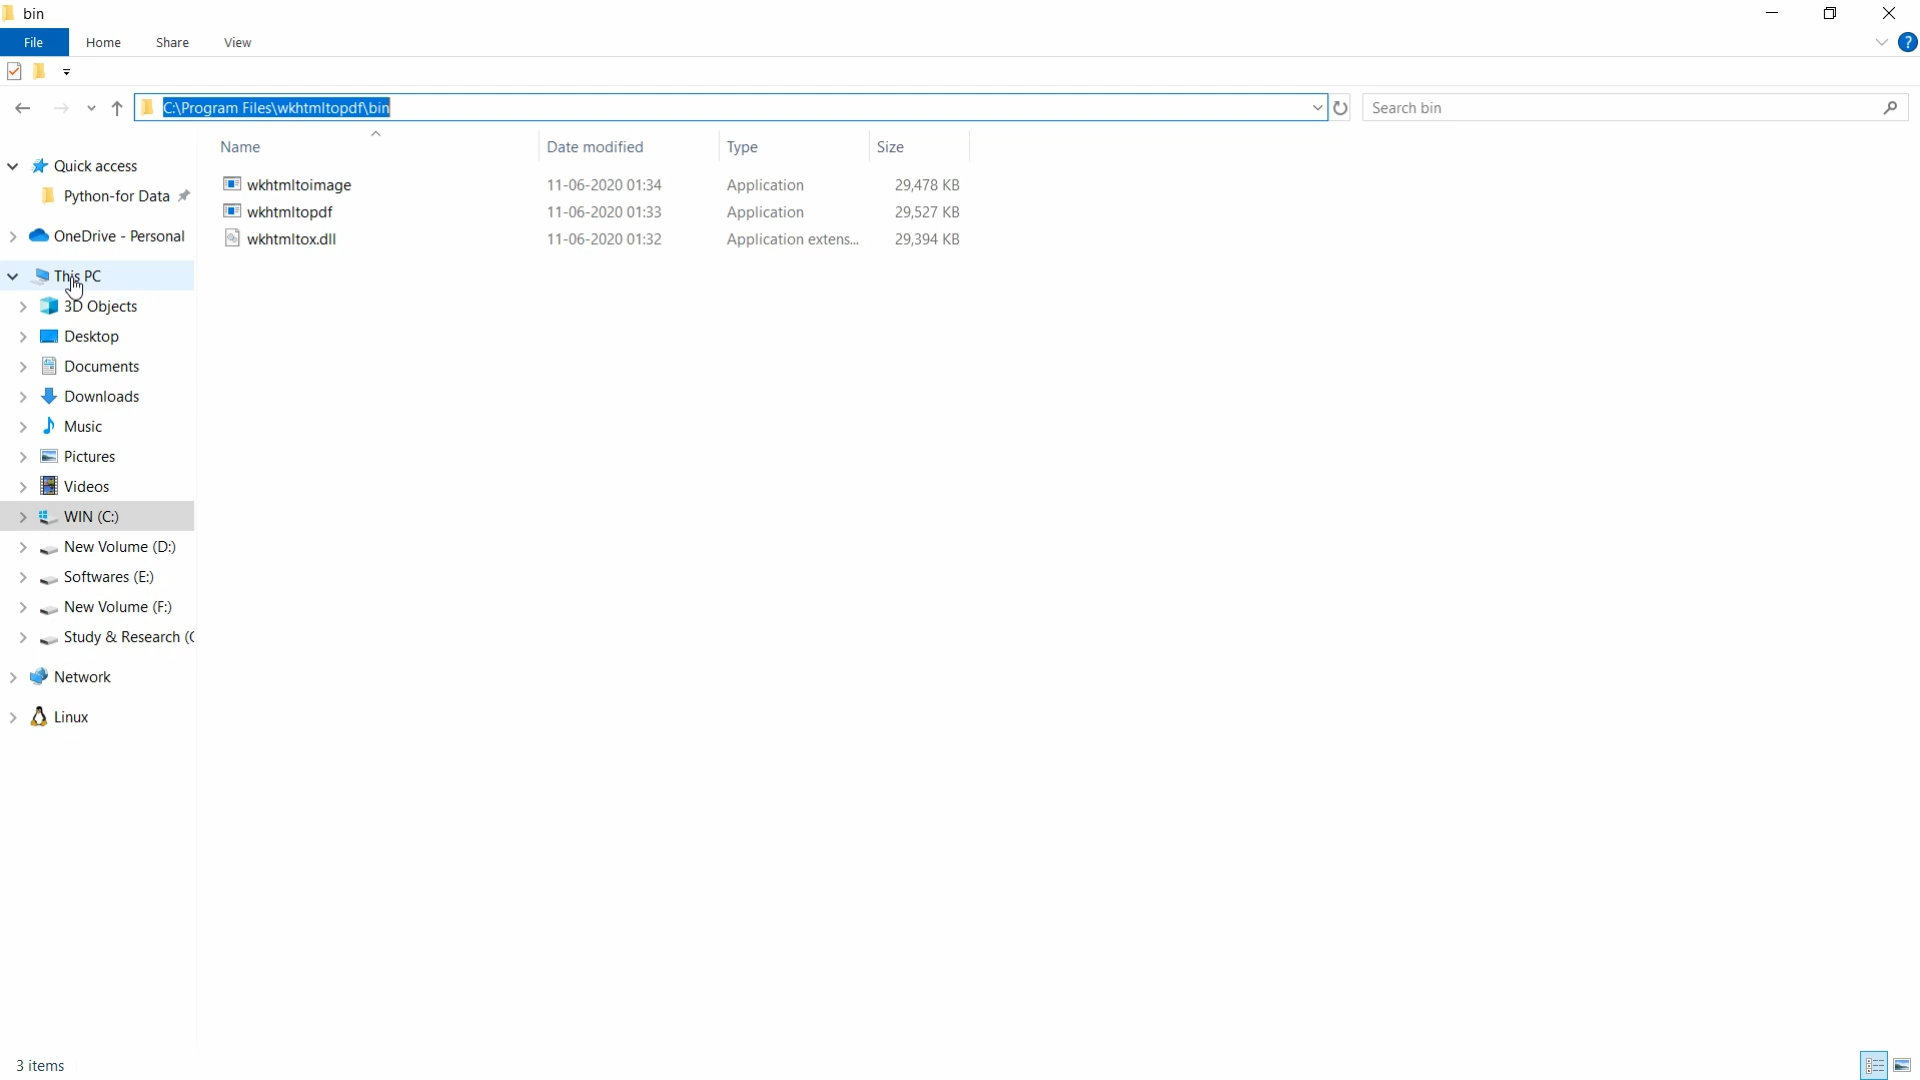 bin
File Home Share View
?
C:\Program Files\wkhtmltopdf\bin
Search bin
Name Date modified Type Size
wkhtmltoimage 11-06-2020 01:34 Application 29,478 KB
wkhtmltopdf 11-06-2020 01:33 Application 29,527 KB
wkhtmltox.dll 11-06-2020 01:32 Application extens... 29,394 KB
Quick access
Python-for Data
OneDrive - Personal
This PC
3D Objects
Desktop
Documents
Downloads
Music
Pictures
Videos
WIN (C:)
New Volume (D:)
Softwares (E:)
New Volume (F:)
Study & Research (
Network
Linux
3 items